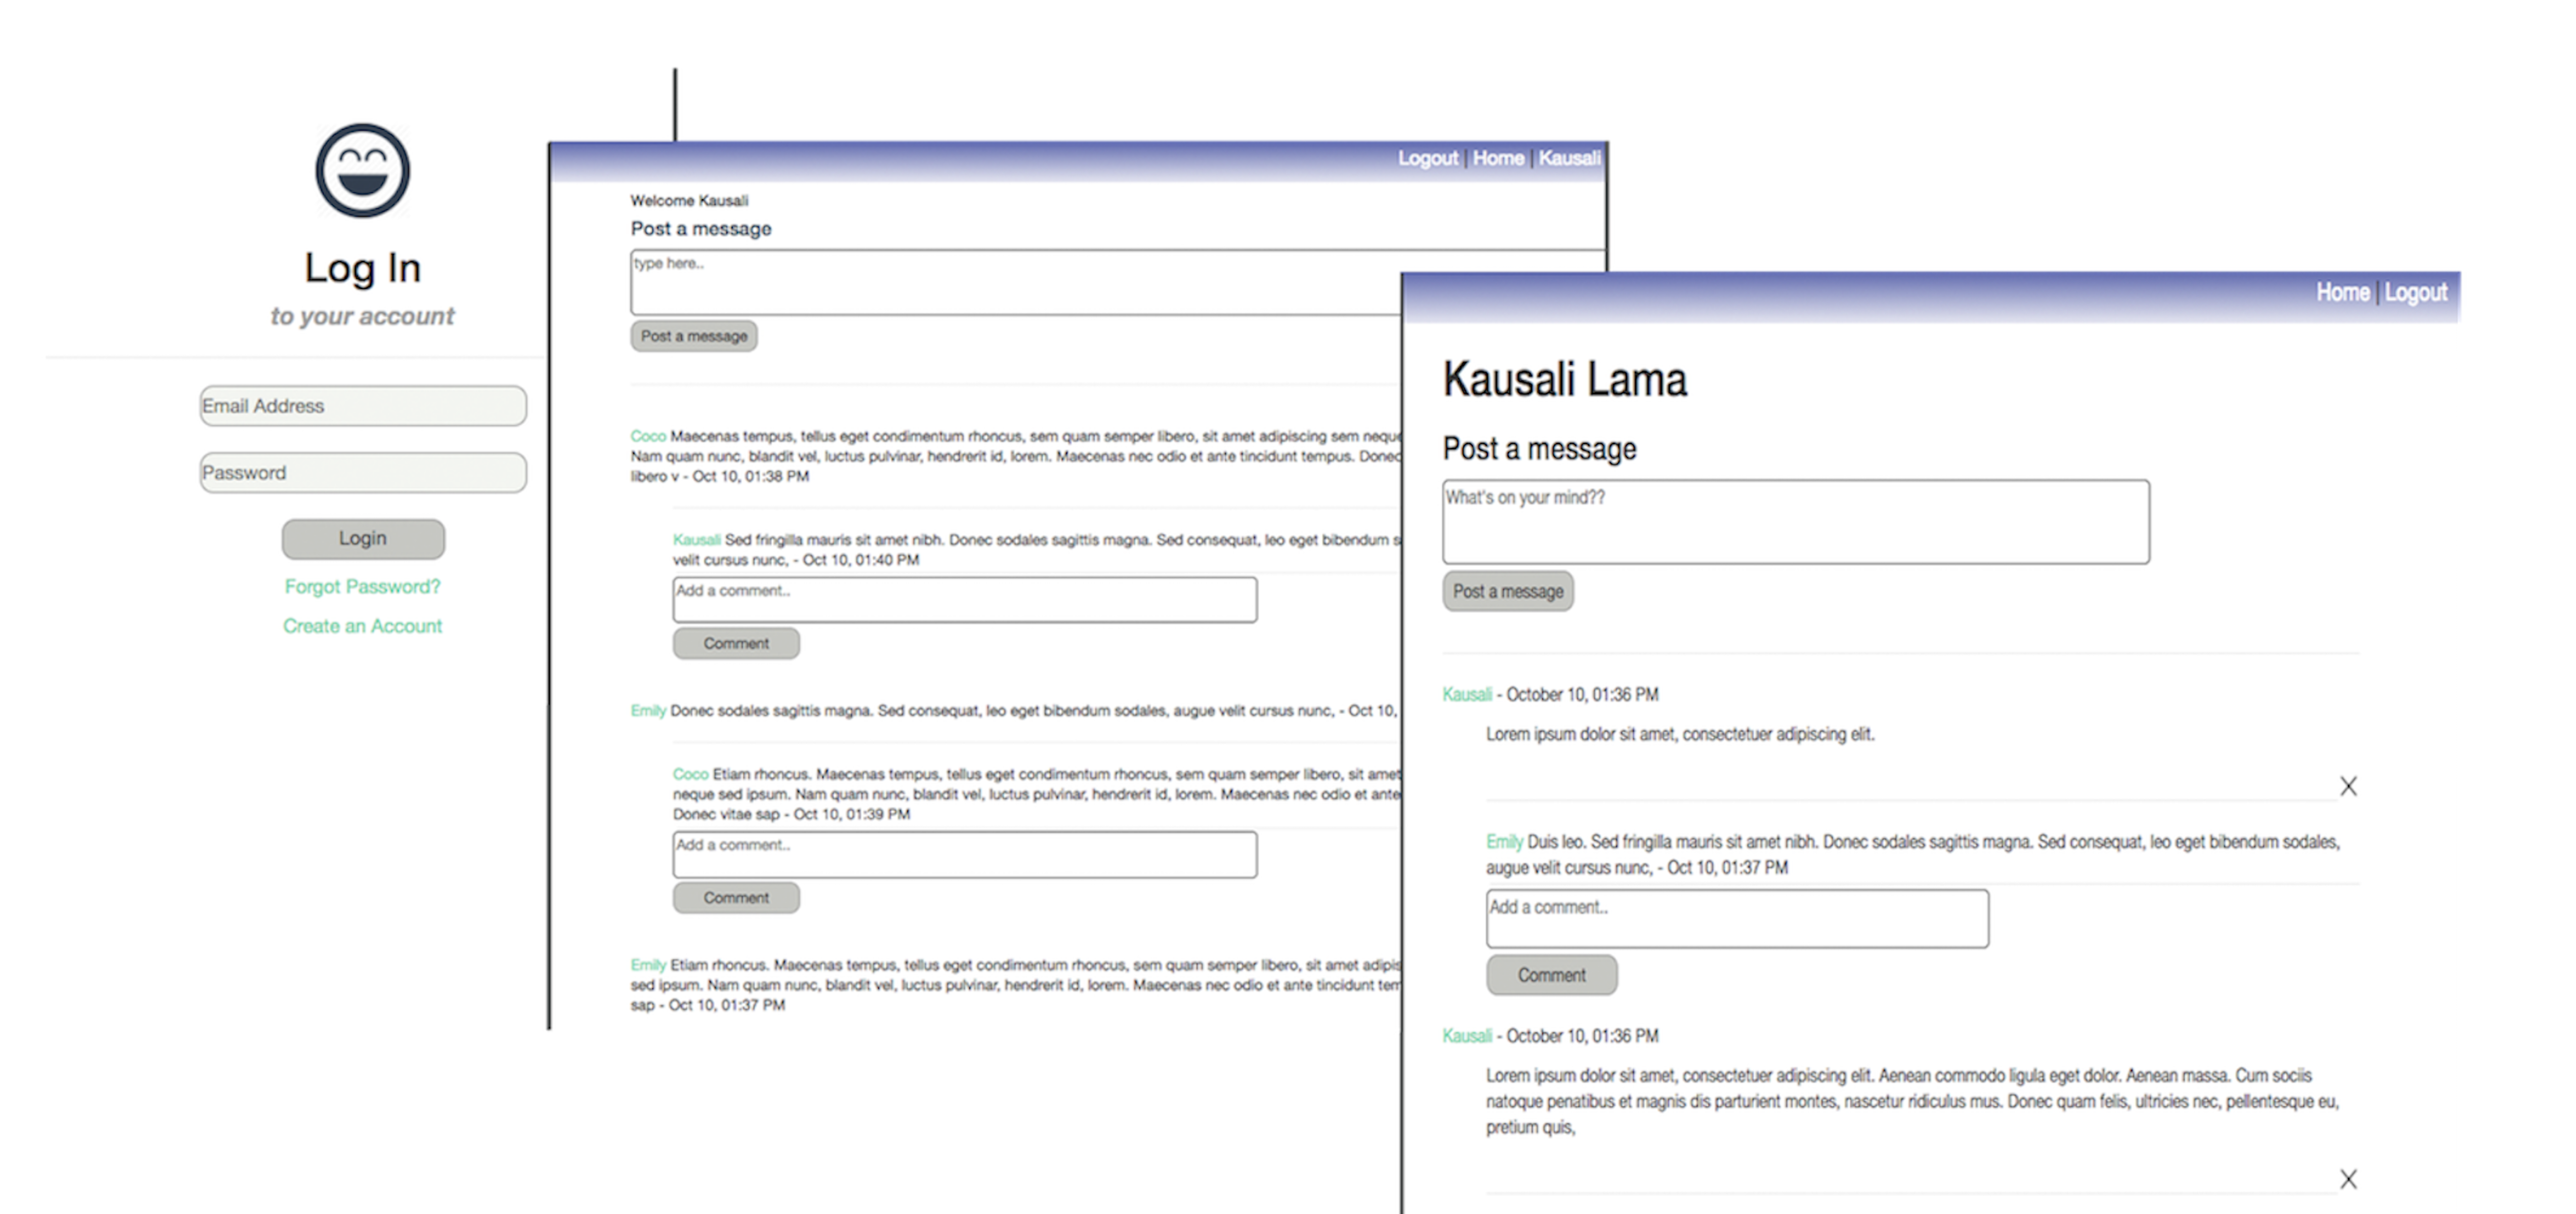 Log In
to your account
Email Address
Password
Login
Forgot Password?
Create an Account
Logout | Home | Kausali
Welcome Kausali
Post a message
type here..
Post a message
Coco Maecenas tempus, tellus eget condimentum rhoncus, sem quam semper libero, sit amet adipiscing sem neque
Nam quam nunc, blandit vel, luctus pulvinar, hendrerit id, lorem. Maecenas nec odio et ante tincidunt tempus. Donec
libero v - Oct 10, 01:38 PM
Kausali Sed fringilla mauris sit amet nibh. Donec sodales sagittis magna. Sed consequat, leo eget bibendum s
velit cursus nunc, - Oct 10, 01:40 PM
Add a comment..
Comment
Emily Donec sodales sagittis magna. Sed consequat, leo eget bibendum sodales, augue velit cursus nunc, - Oct 10,
Coco Etiam rhoncus. Maecenas tempus, tellus eget condimentum rhoncus, sem quam semper libero, sit amet
neque sed ipsum. Nam quam nunc, blandit vel, luctus pulvinar, hendrerit id, lorem. Maecenas nec odio et ante
Donec vitae sap - Oct 10, 01:39 PM
Add a comment..
Comment
Emily Etiam rhoncus. Maecenas tempus, tellus eget condimentum rhoncus, sem quam semper libero, sit amet adipis
sed ipsum. Nam quam nunc, blandit vel, luctus pulvinar, hendrerit id, lorem. Maecenas nec odio et ante tincidunt tem
sap - Oct 10, 01:37 PM
Home | Logout
Kausali Lama
Post a message
What's on your mind??
Post a message
Kausali - October 10, 01:36 PM
Lorem ipsum dolor sit amet, consectetuer adipiscing elit.
X
Emily Duis leo. Sed fringilla mauris sit amet nibh. Donec sodales sagittis magna. Sed consequat, leo eget bibendum sodales,
augue velit cursus nunc, - Oct 10, 01:37 PM
Add a comment..
Comment
Kausali - October 10, 01:36 PM
Lorem ipsum dolor sit amet, consectetuer adipiscing elit. Aenean commodo ligula eget dolor. Aenean massa. Cum sociis
natoque penatibus et magnis dis parturient montes, nascetur ridiculus mus. Donec quam felis, ultricies nec, pellentesque eu,
pretium quis,
X